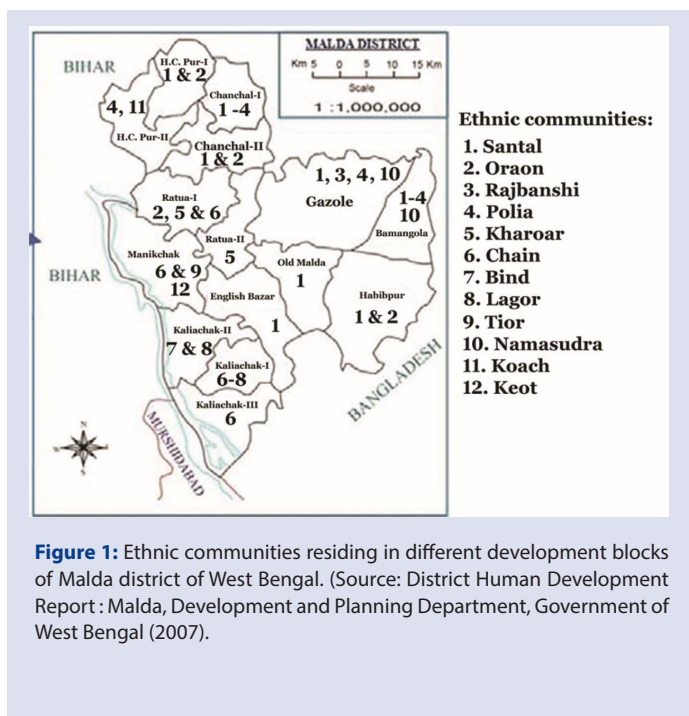 MALDA DISTRICT
Km 5 0 5 10 15 Km
Scale
1 :1,000,000
BIHAR
H.C. Pur-I
1 & 2
Chanchal-I
1 -4
4, 11
H.C. Pur-II
Chanchal-II
1 & 2
1, 3, 4, 10
Gazole
1-4
10
Bamangola
Ratua-I
2, 5 & 6
Ratua-II
5
BIHAR
Manikchak
6 & 9
12
Old Malda
1
English Bazar
1
Habibpur
1 & 2
Kaliachak-II
7 & 8
Kaliachak-I
6-8
Kaliachak-III
6
BANGLADESH
MURSHIDABAD
N
W E
S
Ethnic communities:
1. Santal
2. Oraon
3. Rajbanshi
4. Polia
5. Kharoar
6. Chain
7. Bind
8. Lagor
9. Tior
10. Namasudra
11. Koach
12. Keot
Figure 1: Ethnic communities residing in different development blocks
of Malda district of West Bengal. (Source: District Human Development
Report : Malda, Development and Planning Department, Government of
West Bengal (2007).